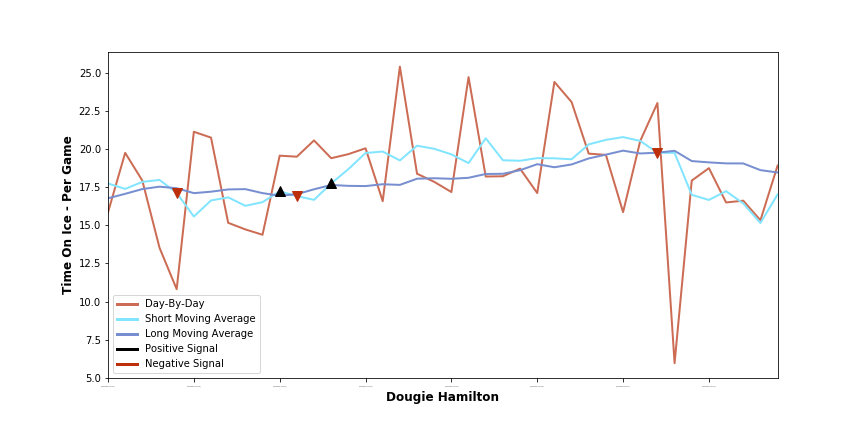 Time On Ice - Per Game
25.0
22.5
20.0
17.5
15.0
12.5
10.0
7.5
5.0
Day-By-Day
Short Moving Average
Long Moving Average
Positive Signal
Negative Signal
Dougie Hamilton